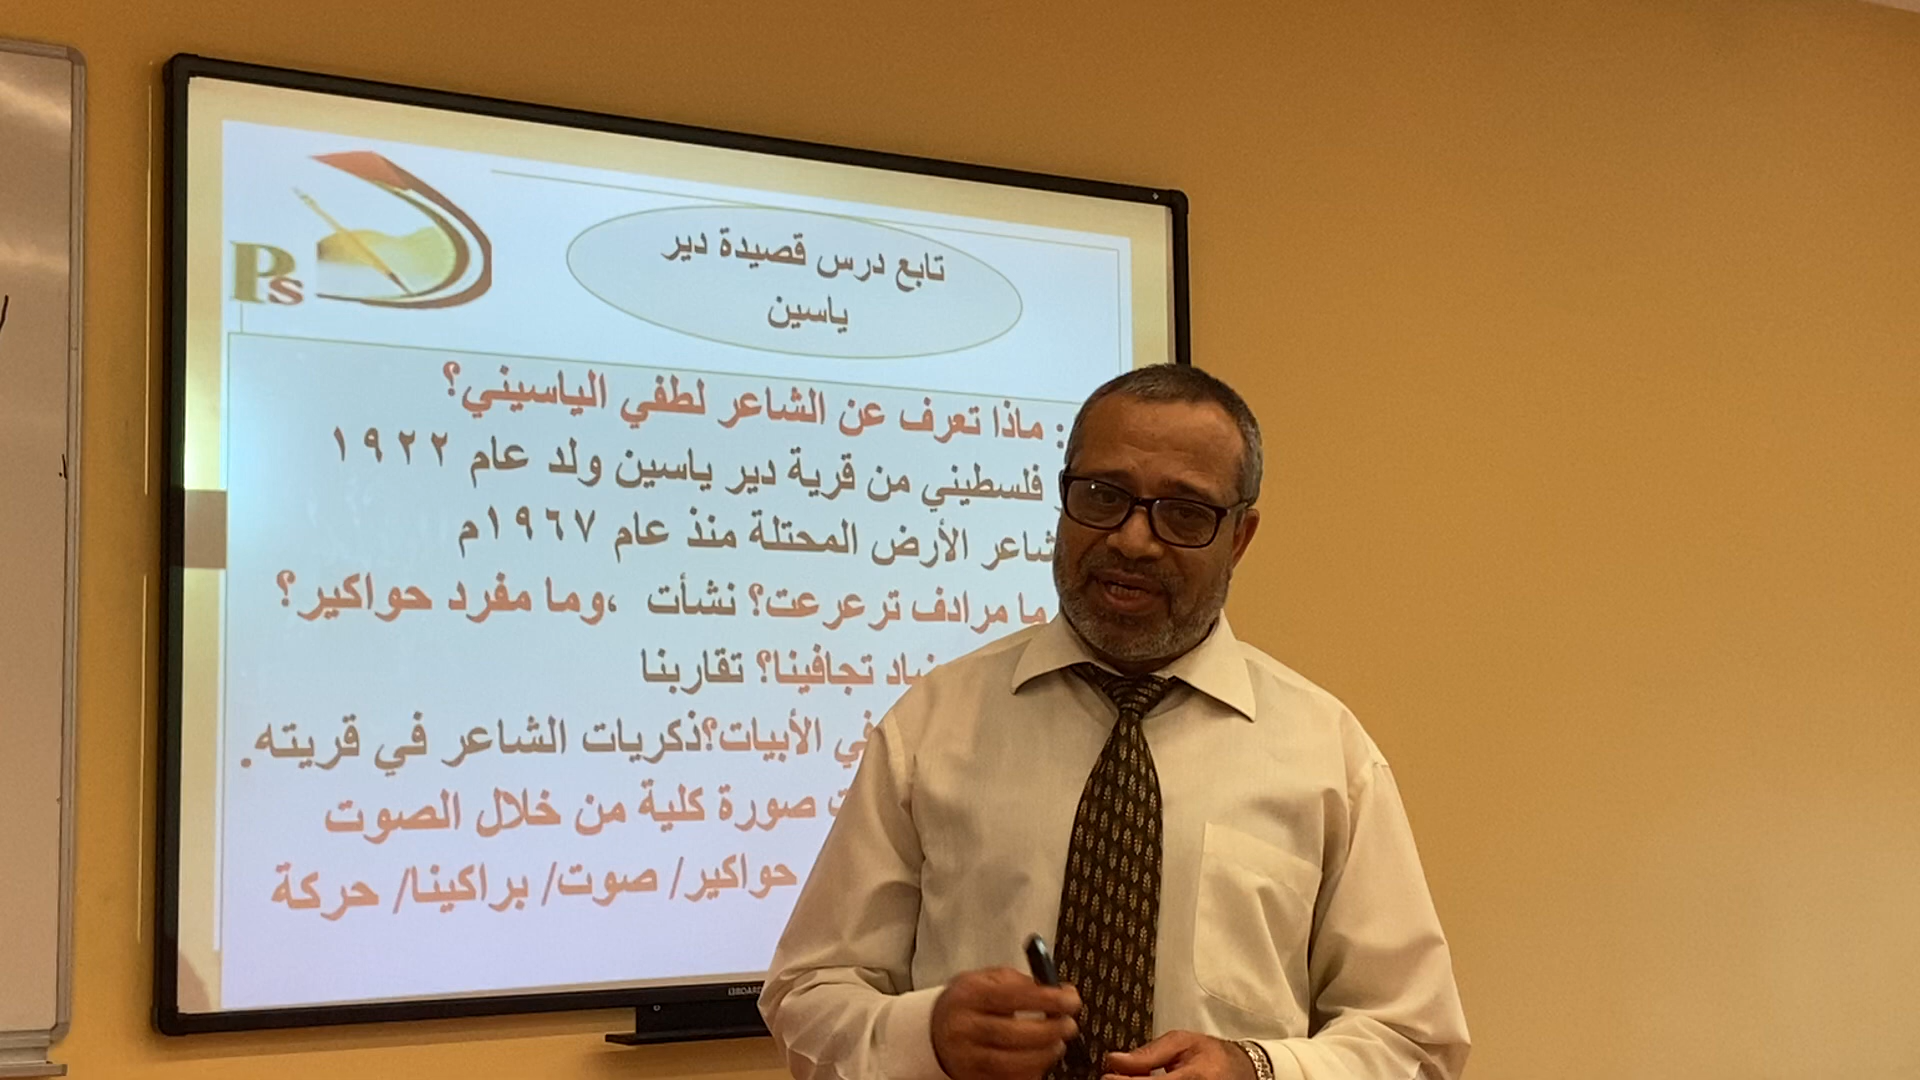 Ps
تابع درس قصيدة دير
ياسين
: ماذا تعرف عن الشاعر لطفي الياسيني؟
فلسطيني من قرية دير ياسين ولد عام ١٩٢٢
شاعر الأرض المحتلة منذ عام ١٩٦٧م
ما مرادف ترعرعت؟ نشأت ،وما مفرد حواكير؟
تجافينا؟ تقاربنا
في الأبيات؟ذكريات الشاعر في قريته.
صورة كلية من خلال الصوت
حواكير/ صوت/ براكينا/ حركة